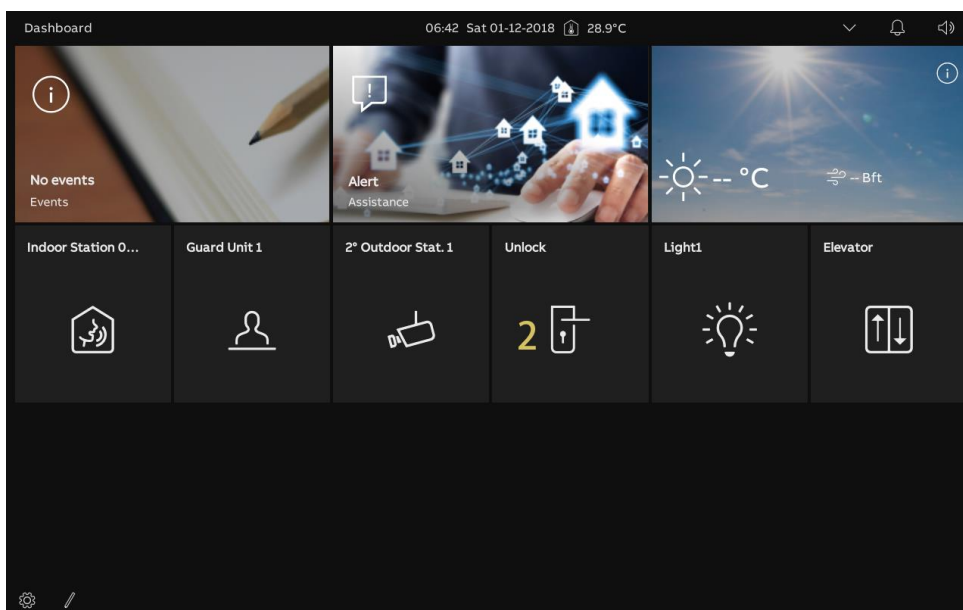 Dashboard
06:42 Sat 01-12-2018 28.9°C
No events
Events
Alert
Assistance
-- °C
-- Bft
Indoor Station 0...
Guard Unit 1
2° Outdoor Stat. 1
Unlock
Light1
Elevator
2